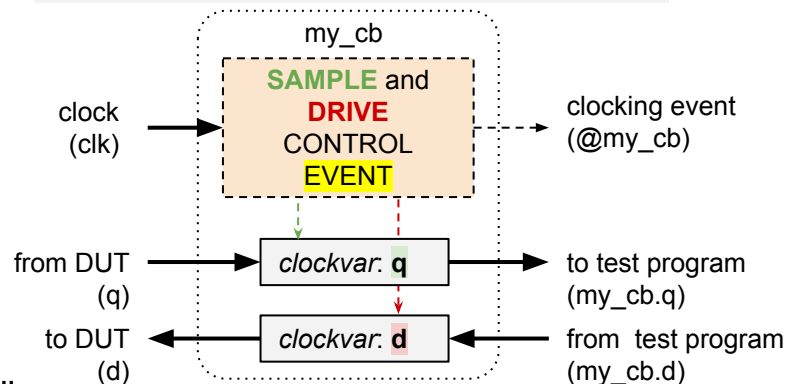 my_cb
SAMPLE and
DRIVE
CONTROL
EVENT
clock
(clk)
clocking event
(@my_cb)
from DUT
(q)
clockvar: q
to test program
(my_cb.q)
to DUT
(d)
clockvar: d
from test program
(my_cb.d)